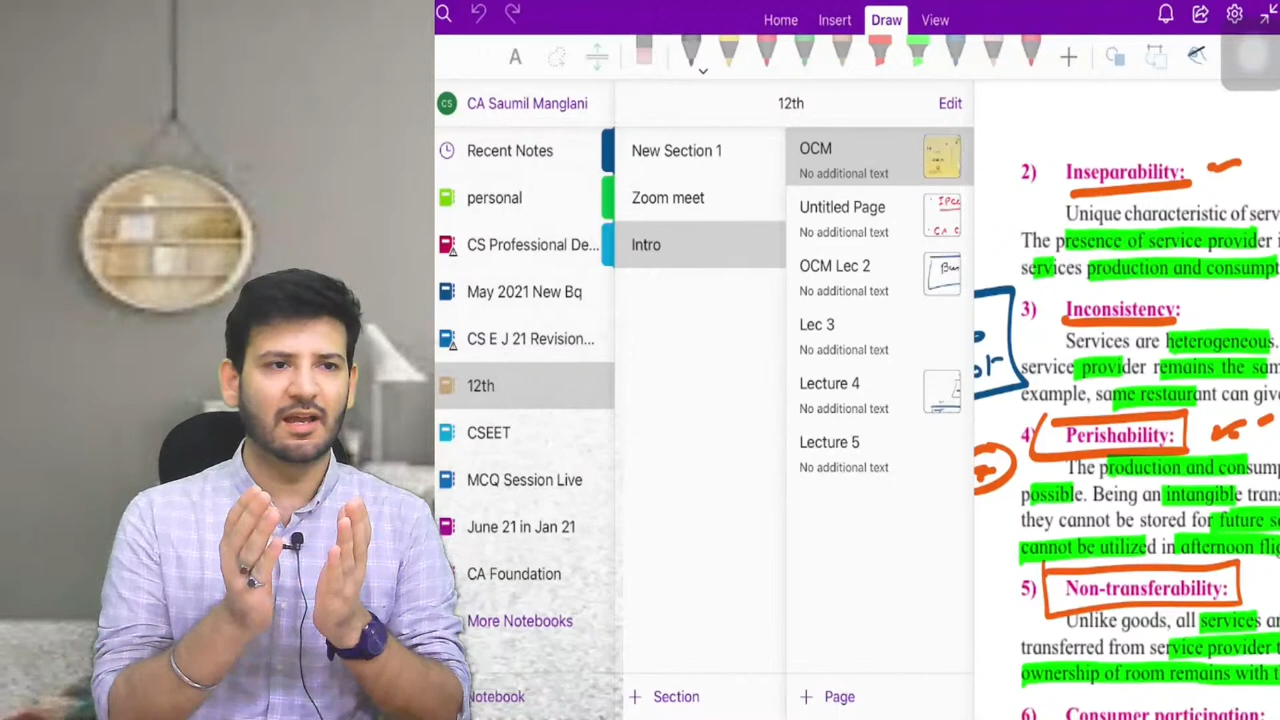 Home Insert Draw View
A
CS CA Saumil Manglani
Recent Notes
personal
CS Professional De...
May 2021 New Bq
CS E J 21 Revision...
12th
CSEET
MCQ Session Live
June 21 in Jan 21
CA Foundation
More Notebooks
Notebook
12th Edit
New Section 1
Zoom meet
Intro
+ Section
OCM
No additional text
Untitled Page
No additional text
OCM Lec 2
No additional text
Lec 3
No additional text
Lecture 4
No additional text
Lecture 5
No additional text
+ Page
2) Inseparability:
Unique characteristic of serv
The presence of service provider i
services production and consumpt
3) Inconsistency:
Services are heterogeneous.
service provider remains the sam
example, same restaurant can give
4) Perishability:
The production and consump
possible. Being an intangible trans
they cannot be stored for future s
cannot be utilized in afternoon flig
5) Non-transferability:
Unlike goods, all services ar
transferred from service provider t
ownership of room remains with t
6) Consumer participation: